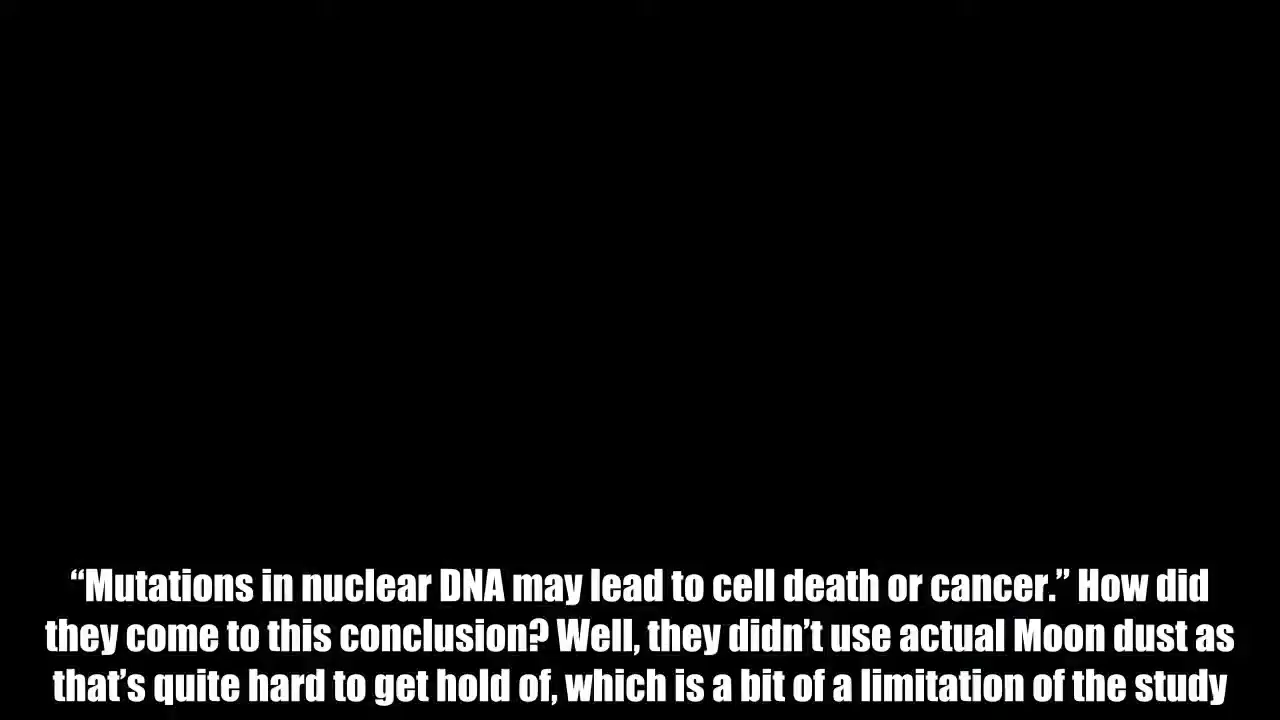 “Mutations in nuclear DNA may lead to cell death or cancer.” How did
they come to this conclusion? Well, they didn’t use actual Moon dust as
that’s quite hard to get hold of, which is a bit of a limitation of the study